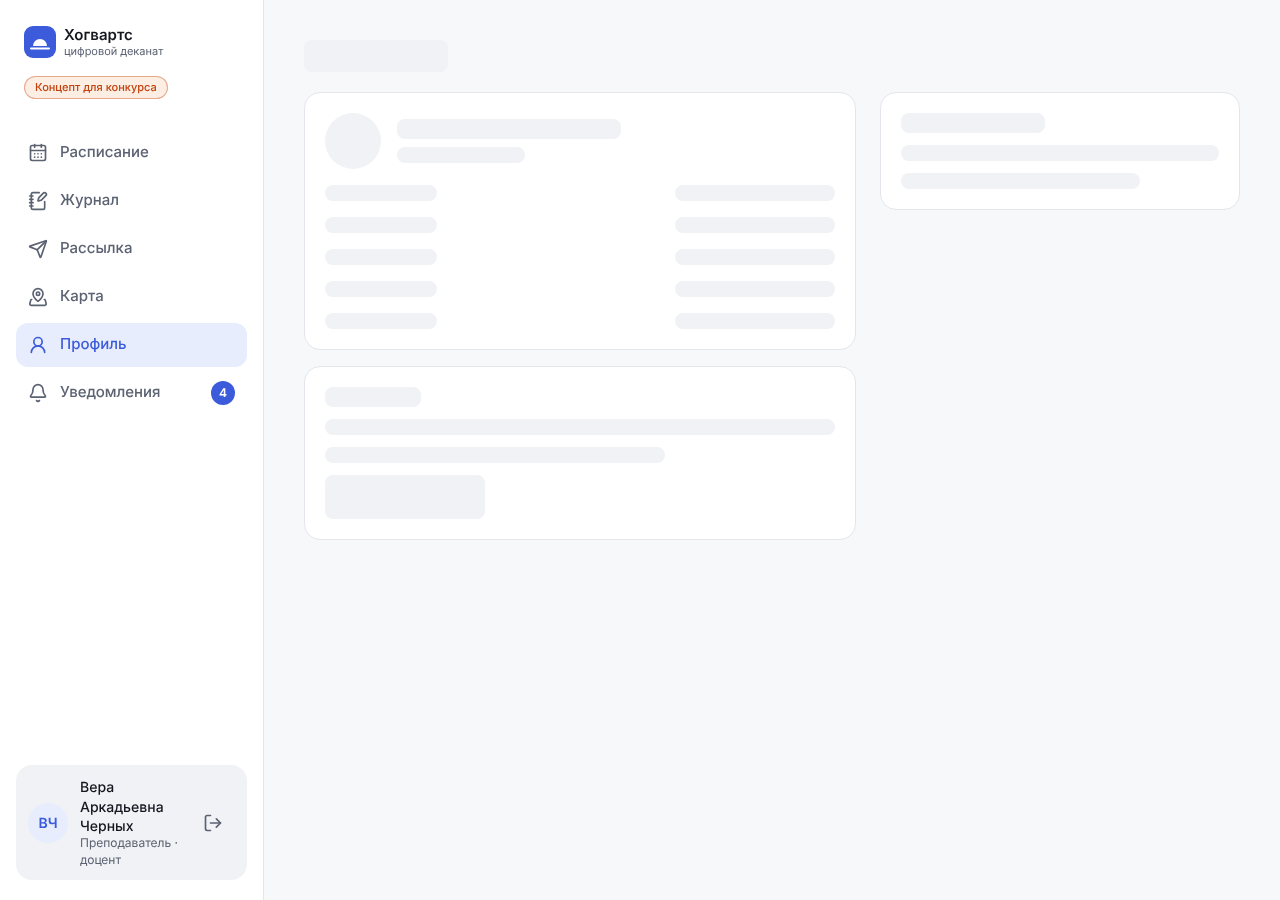 Хогвартс
цифровой деканат
Концепт для конкурса
Расписание
Журнал
Рассылка
Карта
Профиль
Уведомления
4
ВЧ
Вера
Аркадьевна
Черных
Преподаватель ·
доцент